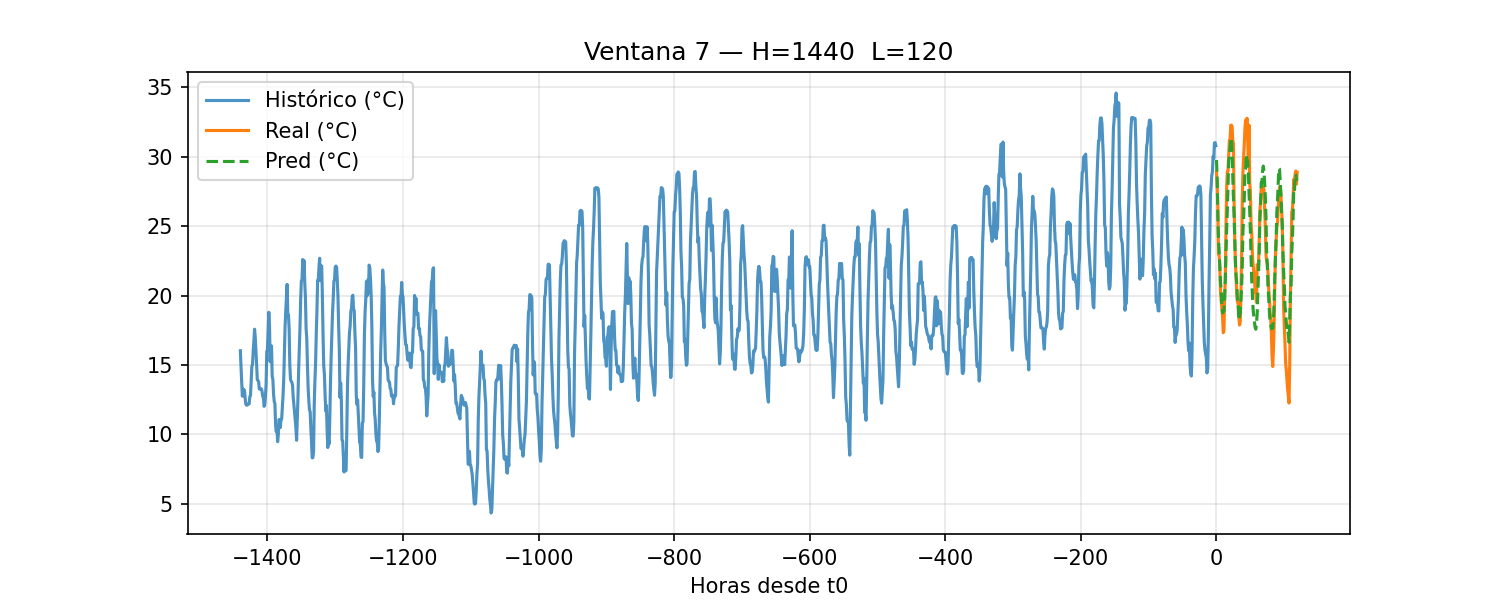 Ventana 7 — H=1440  L=120
Histórico (°C)
Real (°C)
Pred (°C)
35
30
25
20
15
10
5
−1400 −1200 −1000 −800 −600 −400 −200 0
Horas desde t0